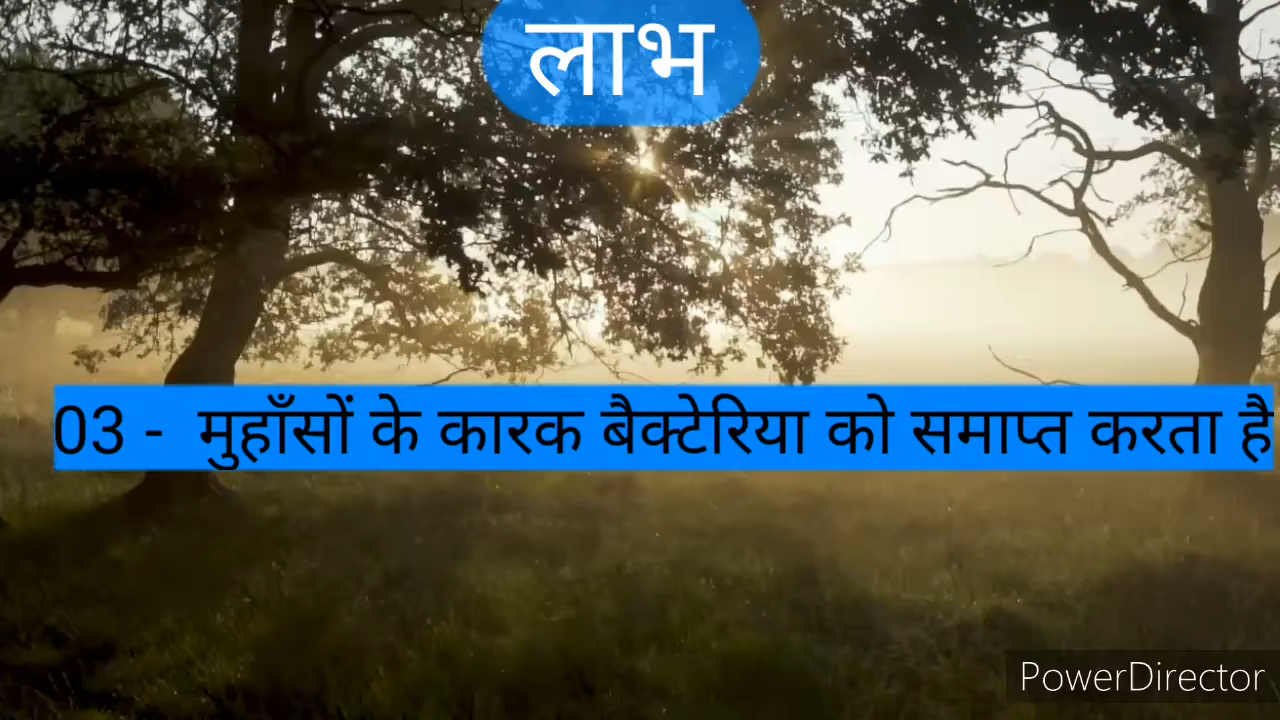 लाभ
03 - मुहाँसों के कारक बैक्टेरिया को समाप्त करता है
PowerDirector